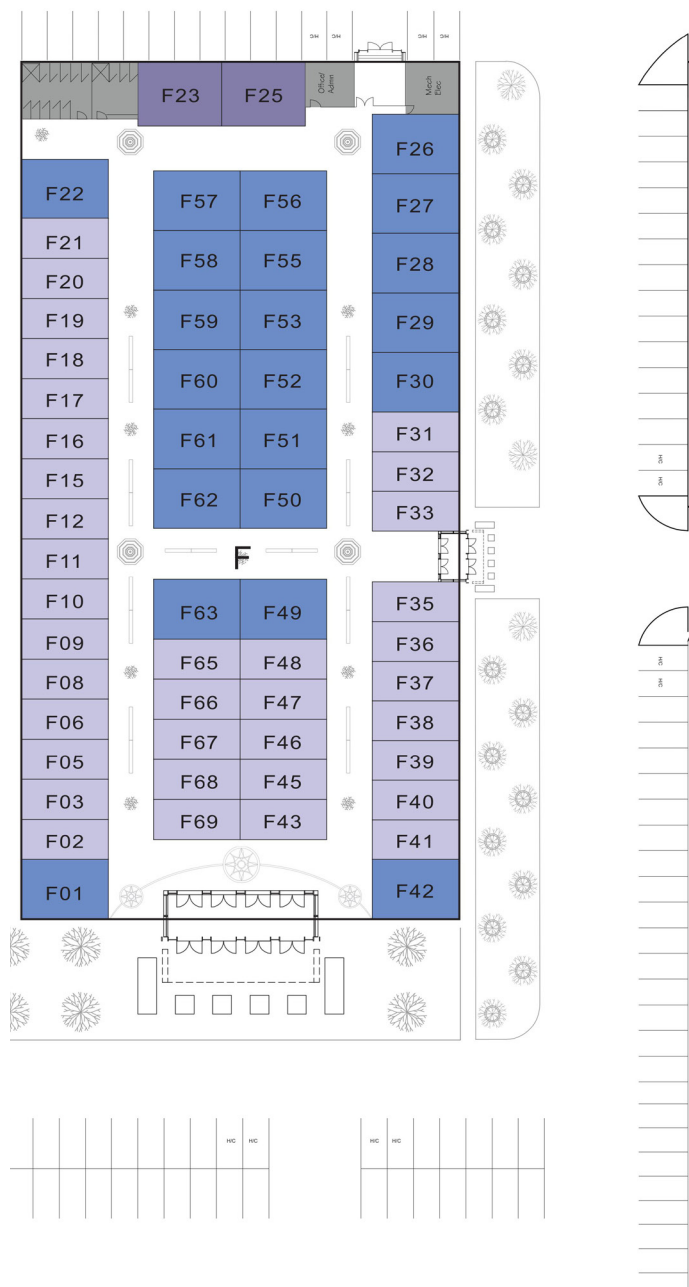 H/C H/C H/C H/C
F23 F25 Office/
Admin
Mech
Elec
F26
F22 F57 F56 F27
F21
F20 F58 F55 F28
F19 F59 F53 F29
F18
F17 F60 F52 F30
F16 F61 F51 F31
F15 F32
F12 F62 F50 F33
F11 F
F10 F63 F49 F35
F09 F36
F08 F65 F48 F37
F06 F66 F47 F38
F05 F67 F46 F39
F03 F68 F45 F40
F02 F69 F43 F41
F01 F42
H/C
H/C
H/C
H/C
H/C H/C H/C H/C